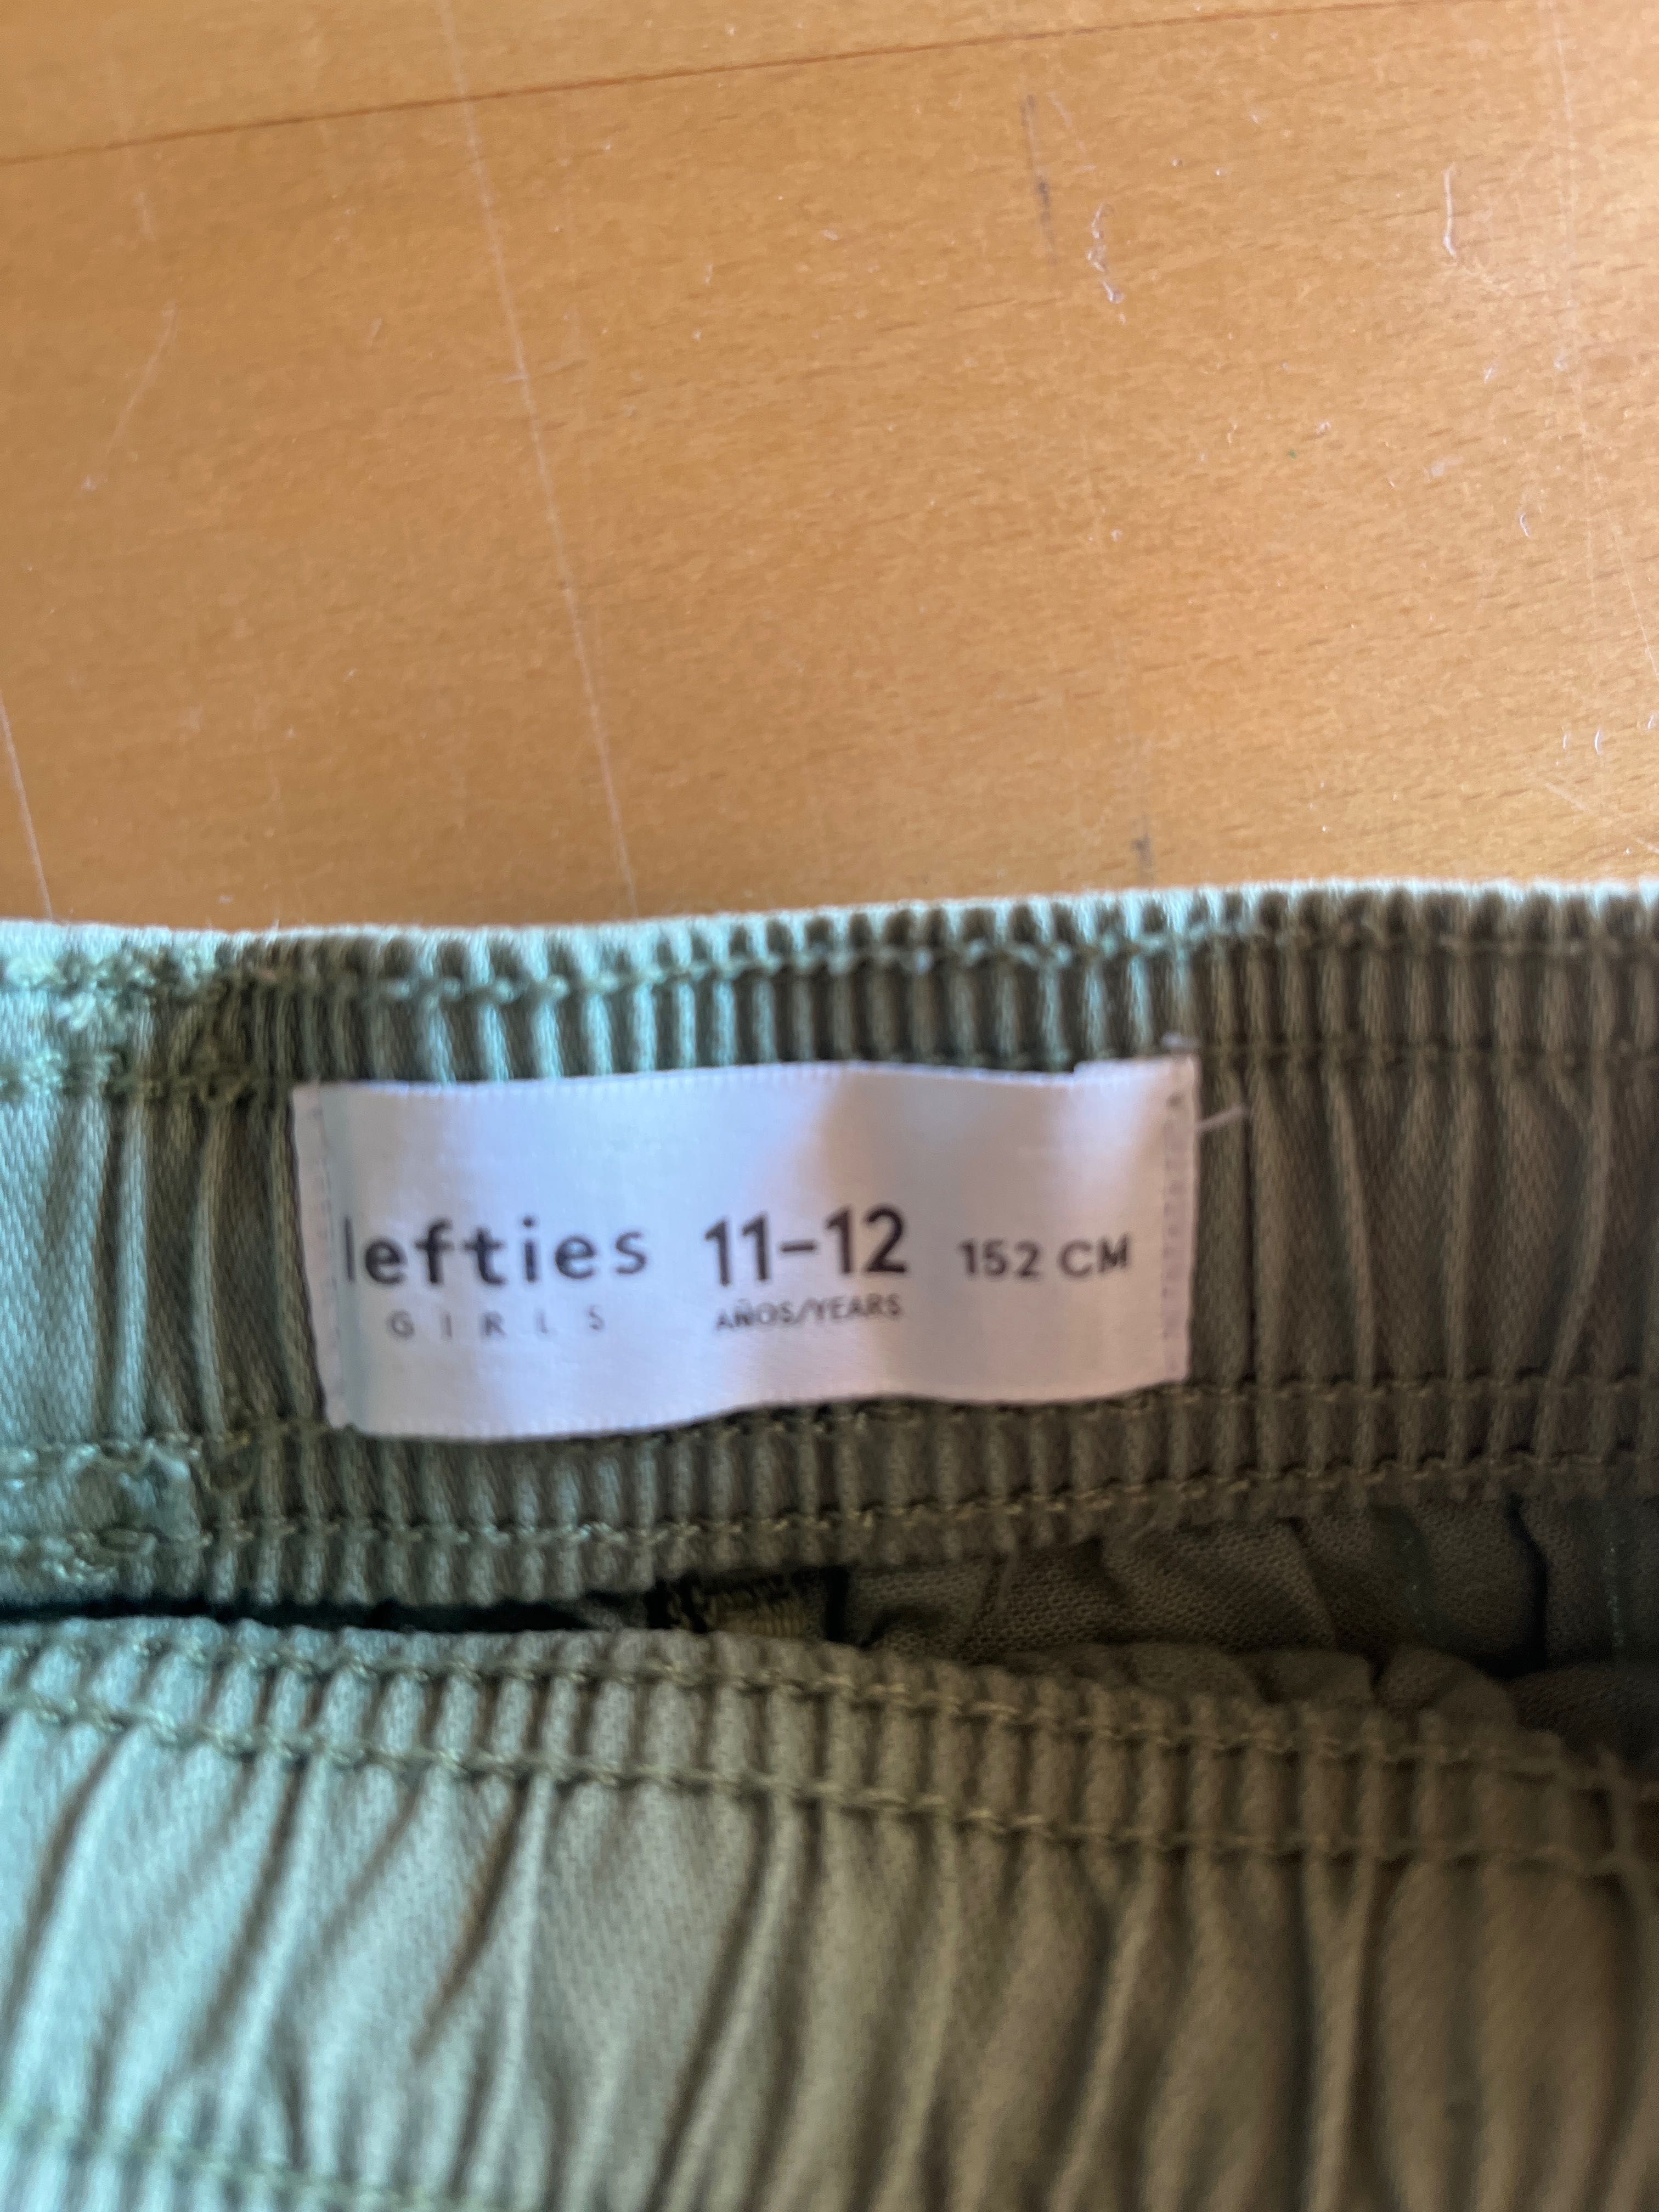 lefties 11-12 152 CM
GIRLS AÑOS/YEARS